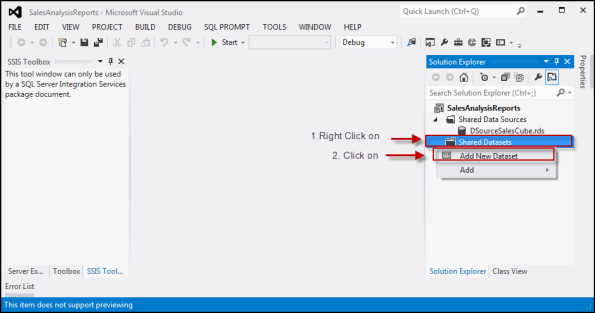 SalesAnalysisReports - Microsoft Visual Studio
Quick Launch (Ctrl+Q)
FILE EDIT VIEW PROJECT BUILD DEBUG SQL PROMPT TOOLS SSIS WINDOW
Start
Debug
SSIS Toolbox
This tool window can only be used
by a SQL Server Integration Services
package document.
Solution Explorer
Search Solution Explorer (Ctrl+;)
SalesAnalysisReports
Shared Data Sources
DSourceSalesCube.rds
1.Right Click on
Shared Datasets
2. Click on
Add New Dataset
Add
Properties
Server Ex... Toolbox SSIS Tool...
Solution Explorer Class View
Error List
This item does not support previewing